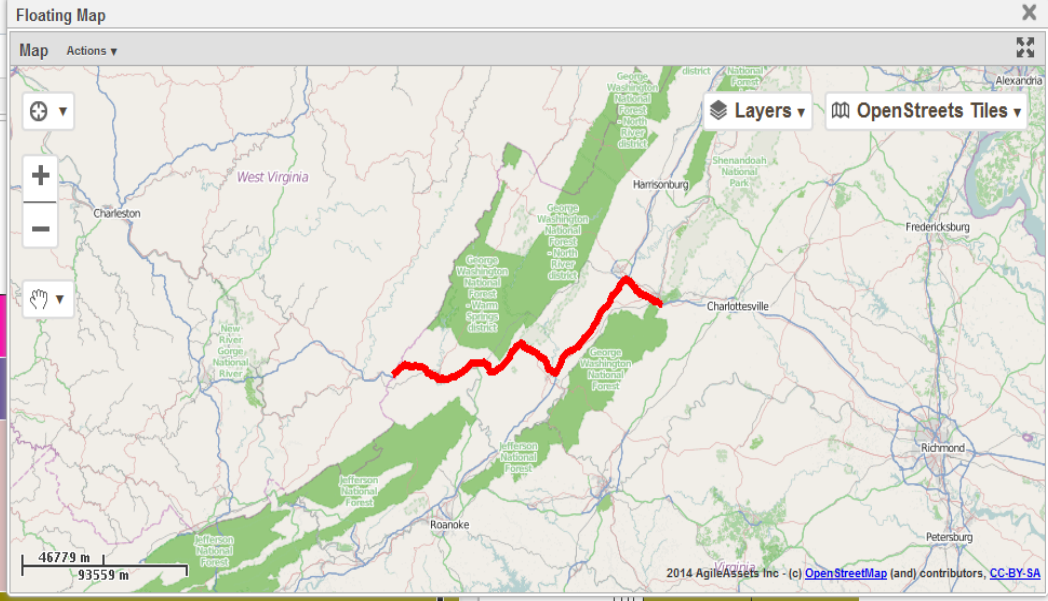 Floating Map
Map Actions
Layers
OpenStreets Tiles
George
Washington
National
Forest
- North
River
district
district
National
Forest
Alexandria
Shenandoah
National
Park
West Virginia
Harrisonburg
Charleston
George
Washington
National
Forest
- North
River
district
Fredericksburg
George
Washington
National
Forest
- Warm
Springs
district
Charlottesville
New
River
Gorge
National
River
George
Washington
National
Forest
Richmond
Jefferson
National
Forest
Jefferson
National
Forest
Roanoke
Petersburg
Jefferson
National
Forest
46779 m
93559 m
Virginia
2014 AgileAssets Inc - (c) OpenStreetMap (and) contributors, CC-BY-SA